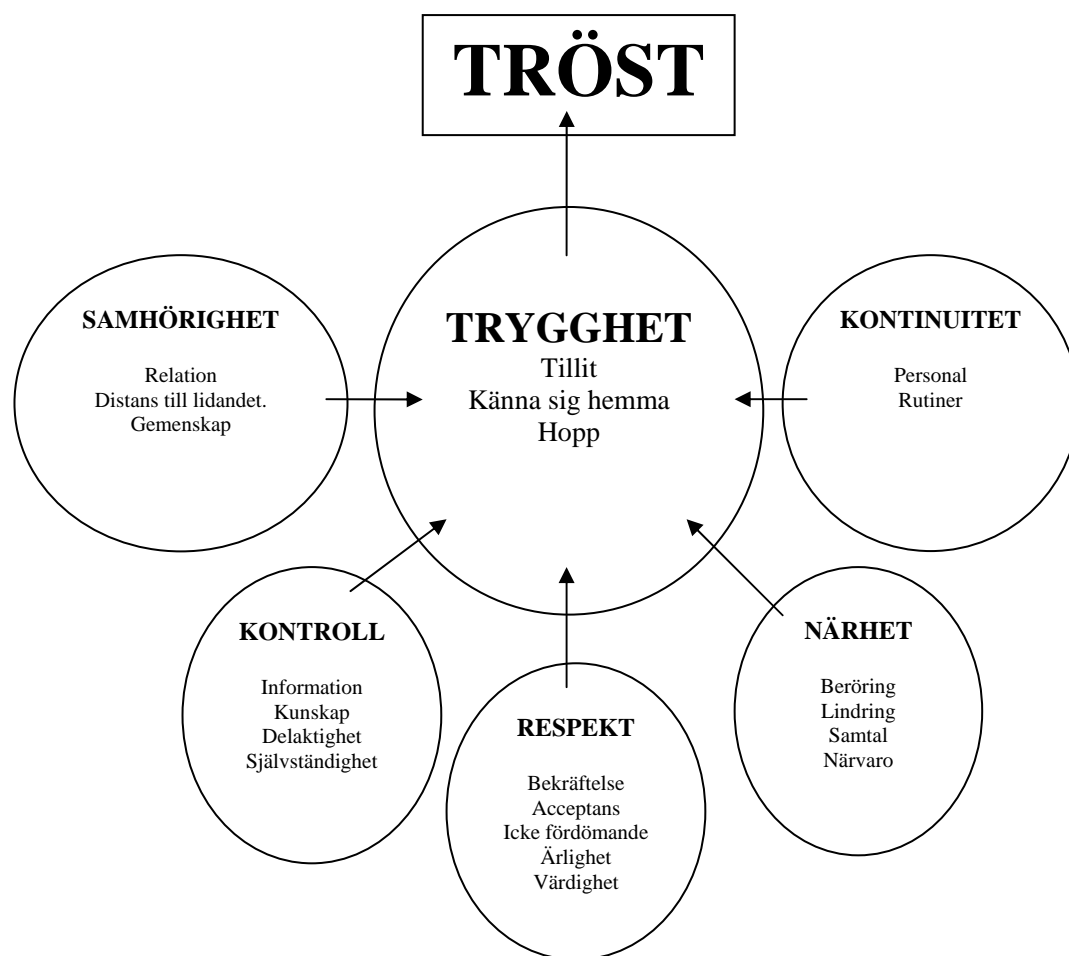 TRÖST
SAMHÖRIGHET
Relation
Distans till lidandet.
Gemenskap
TRYGGHET
Tillit
Känna sig hemma
Hopp
KONTINUITET
Personal
Rutiner
KONTROLL
Information
Kunskap
Delaktighet
Självständighet
RESPEKT
Bekräftelse
Acceptans
Icke fördömande
Ärlighet
Värdighet
NÄRHET
Beröring
Lindring
Samtal
Närvaro